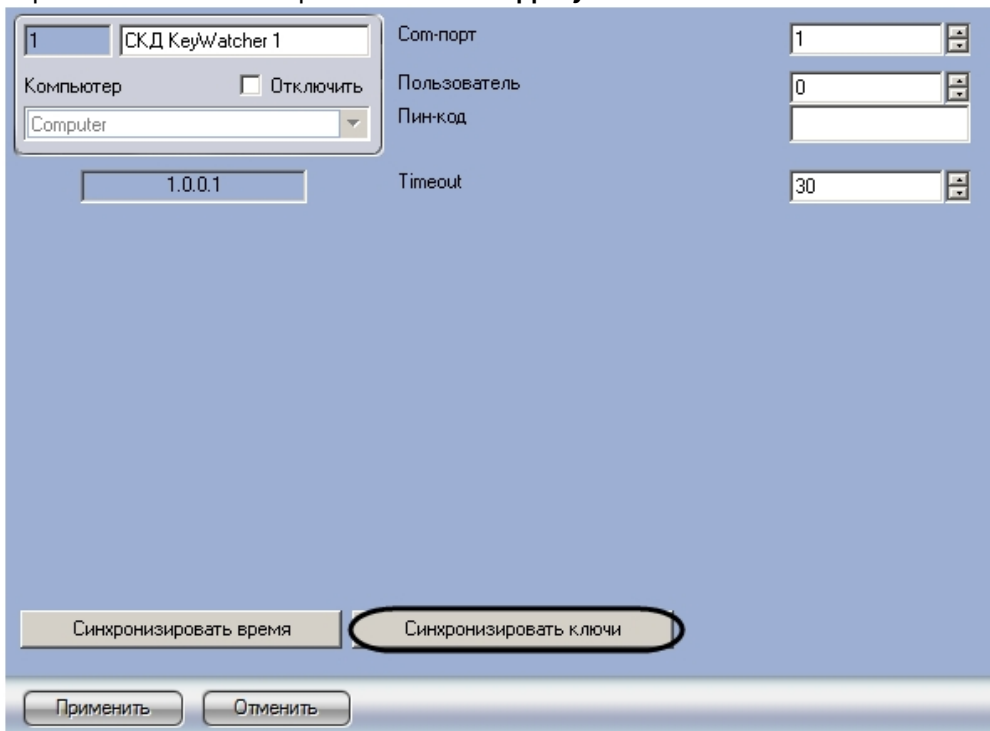 1 СКД KeyWatcher 1
Компьютер Отключить
Computer
1.0.0.1
Com-порт 1
Пользователь 0
Пин-код
Timeout 30
Синхронизировать время Синхронизировать ключи
Применить Отменить